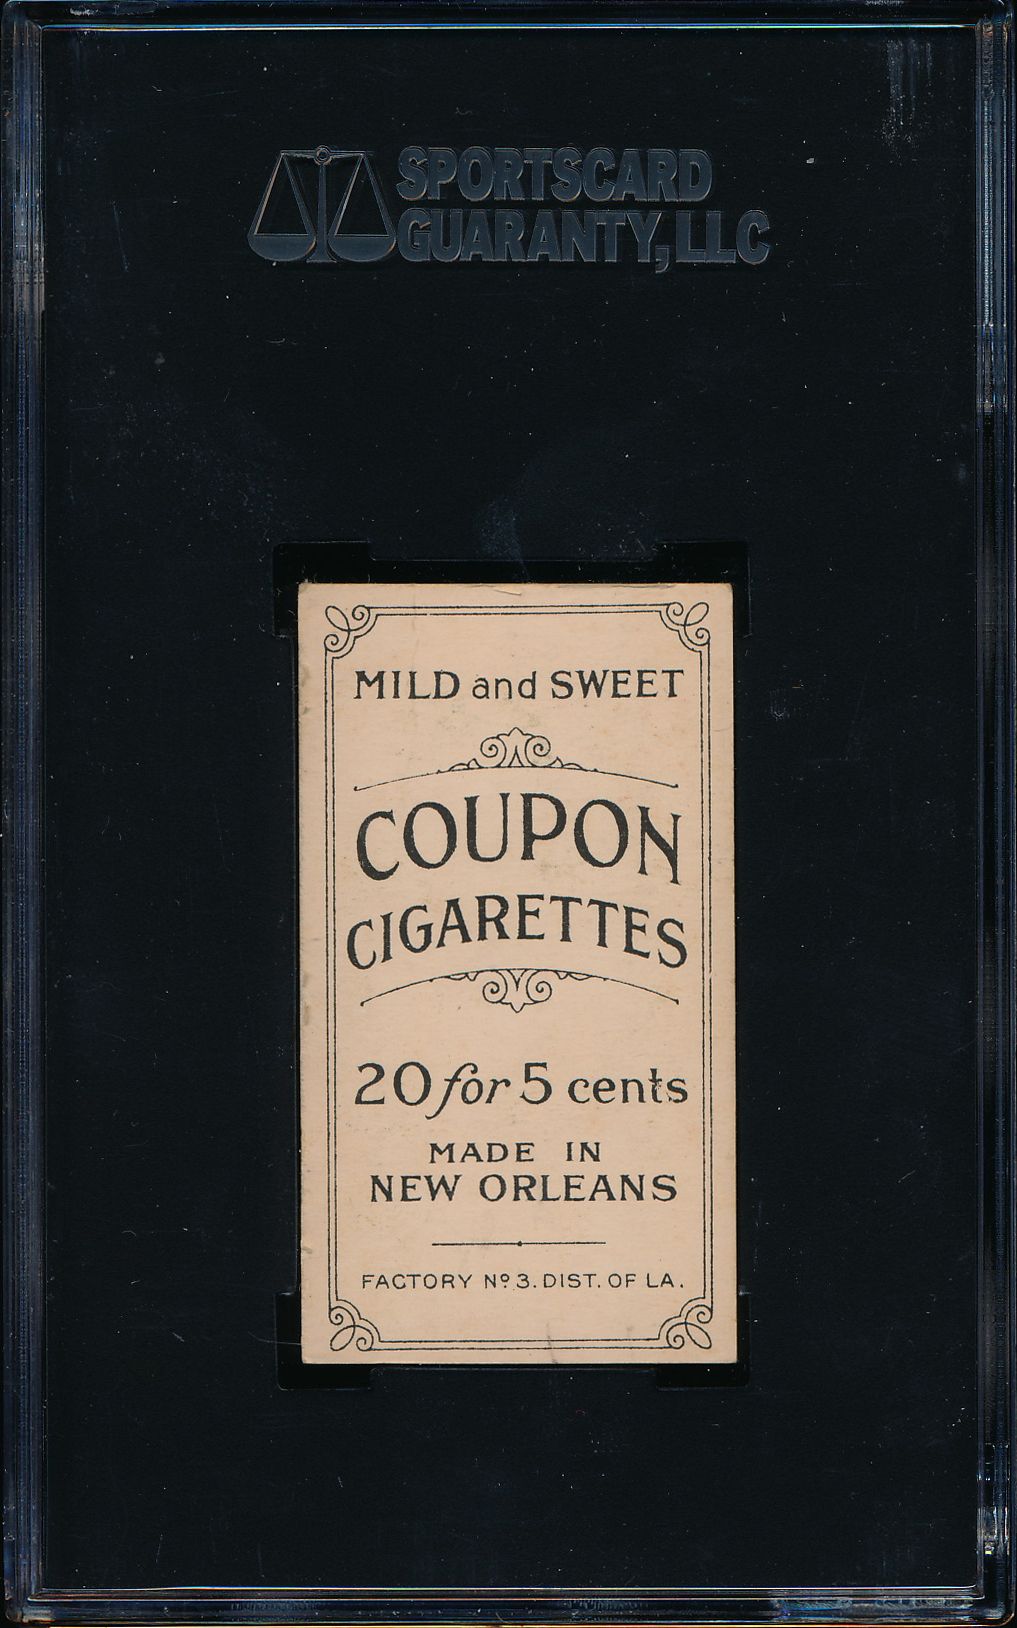 SPORTSCARD
GUARANTY, LLC
MILD and SWEET
COUPON
CIGARETTES
20 for 5 cents
MADE IN
NEW ORLEANS
FACTORY Nº 3. DIST. OF LA.